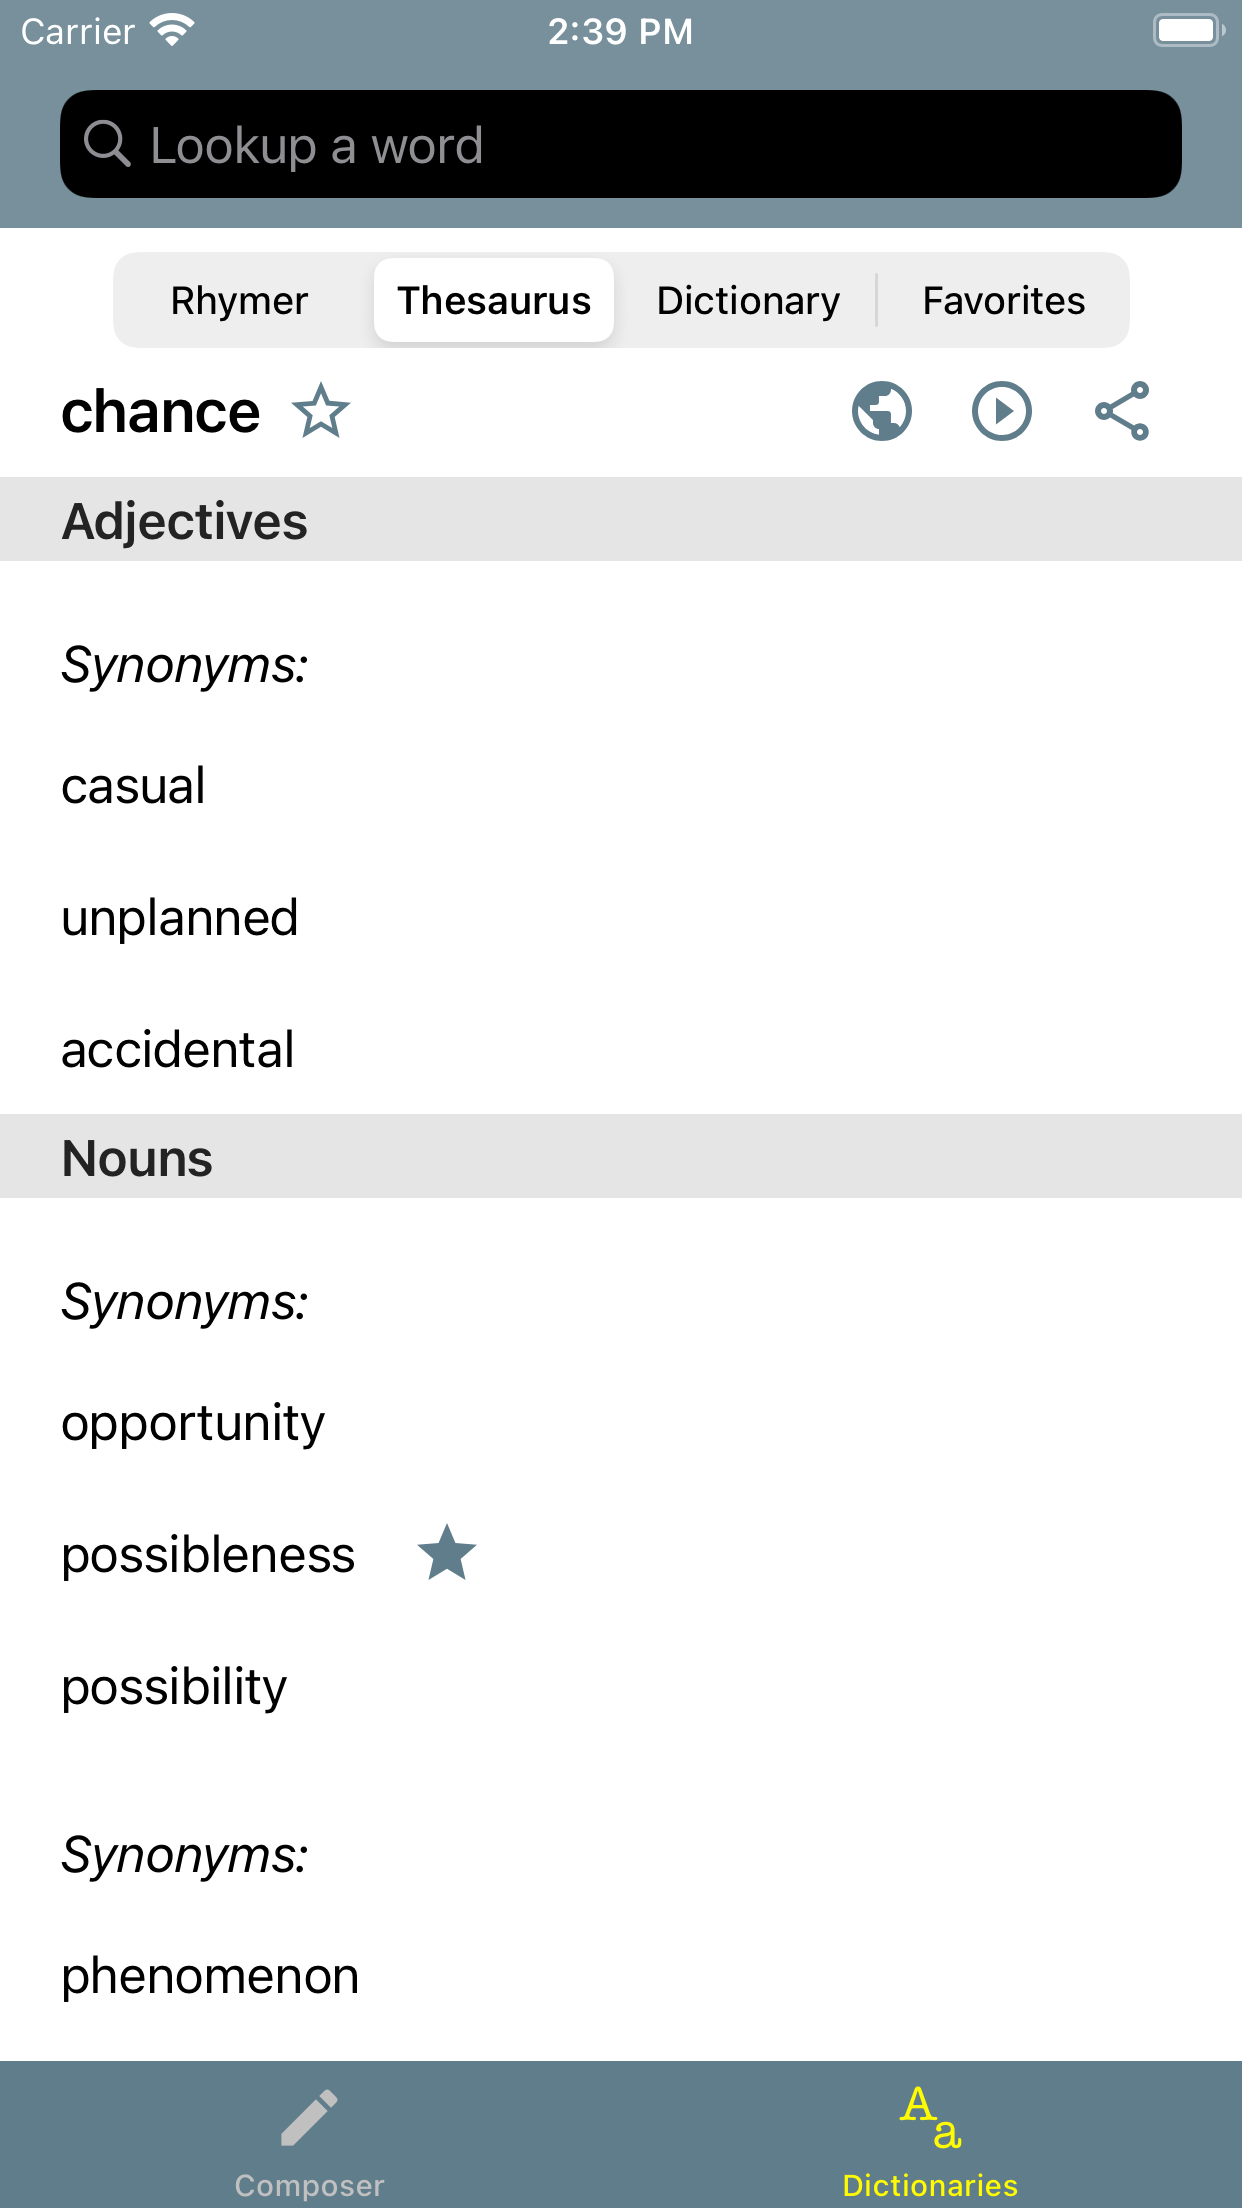 Carrier 2:39 PM
Lookup a word
Rhymer Thesaurus Dictionary Favorites
chance
Adjectives
Synonyms:
casual
unplanned
accidental
Nouns
Synonyms:
opportunity
possibleness
possibility
Synonyms:
phenomenon
Aa
Composer Dictionaries